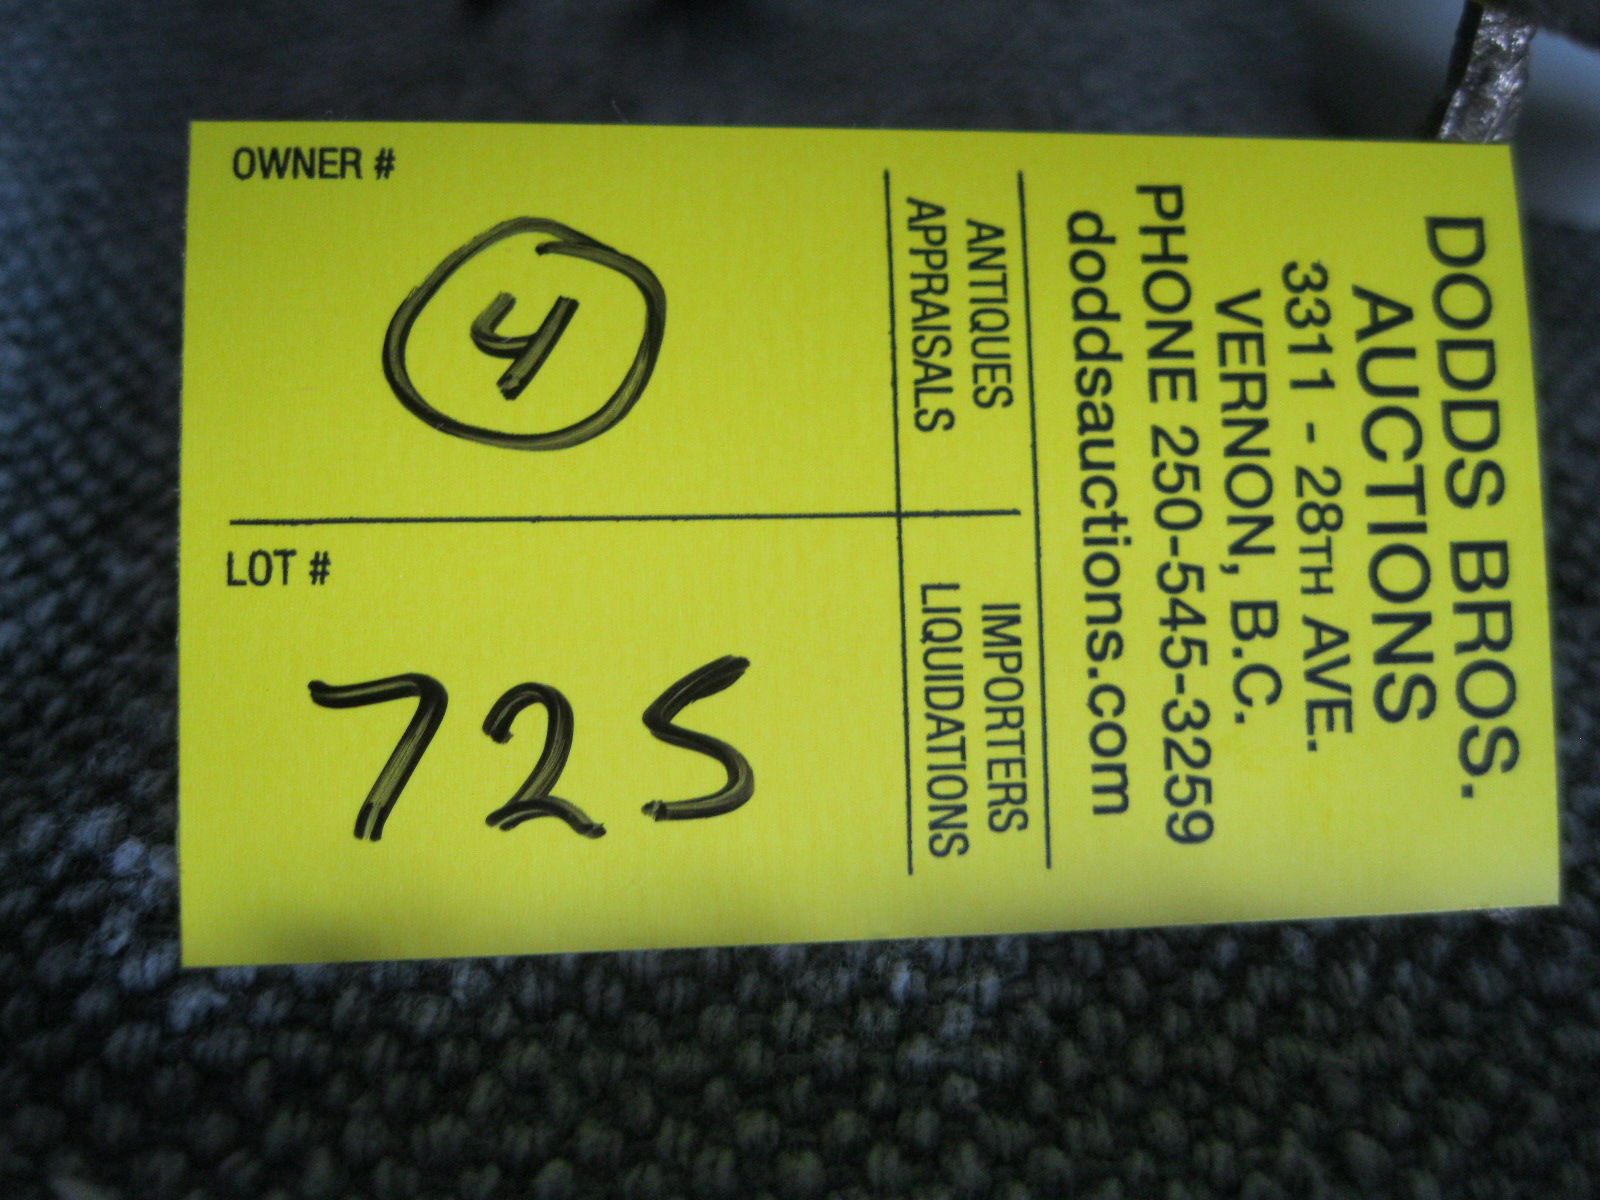 DODDS BROS.
AUCTIONS
3311 - 28TH AVE.
VERNON, B.C.
PHONE 250-545-3259
doddsauctions.com
ANTIQUES
APPRAISALS
IMPORTERS
LIQUIDATIONS
OWNER #
4
LOT #
725